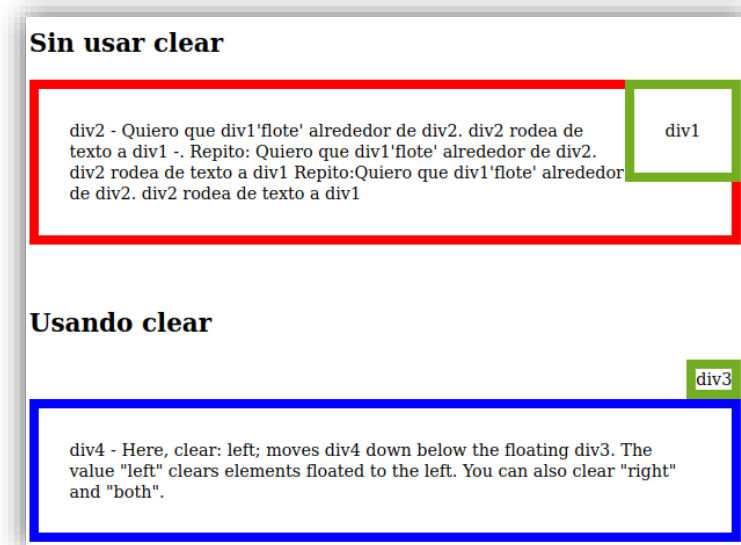 Sin usar clear
div2 - Quiero que div1'flote' alrededor de div2. div2 rodea de
texto a div1 -. Repito: Quiero que div1'flote' alrededor de div2.
div2 rodea de texto a div1 Repito:Quiero que div1'flote' alrededor
de div2. div2 rodea de texto a div1
div1
Usando clear
div3
div4 - Here, clear: left; moves div4 down below the floating div3. The
value "left" clears elements floated to the left. You can also clear "right"
and "both".